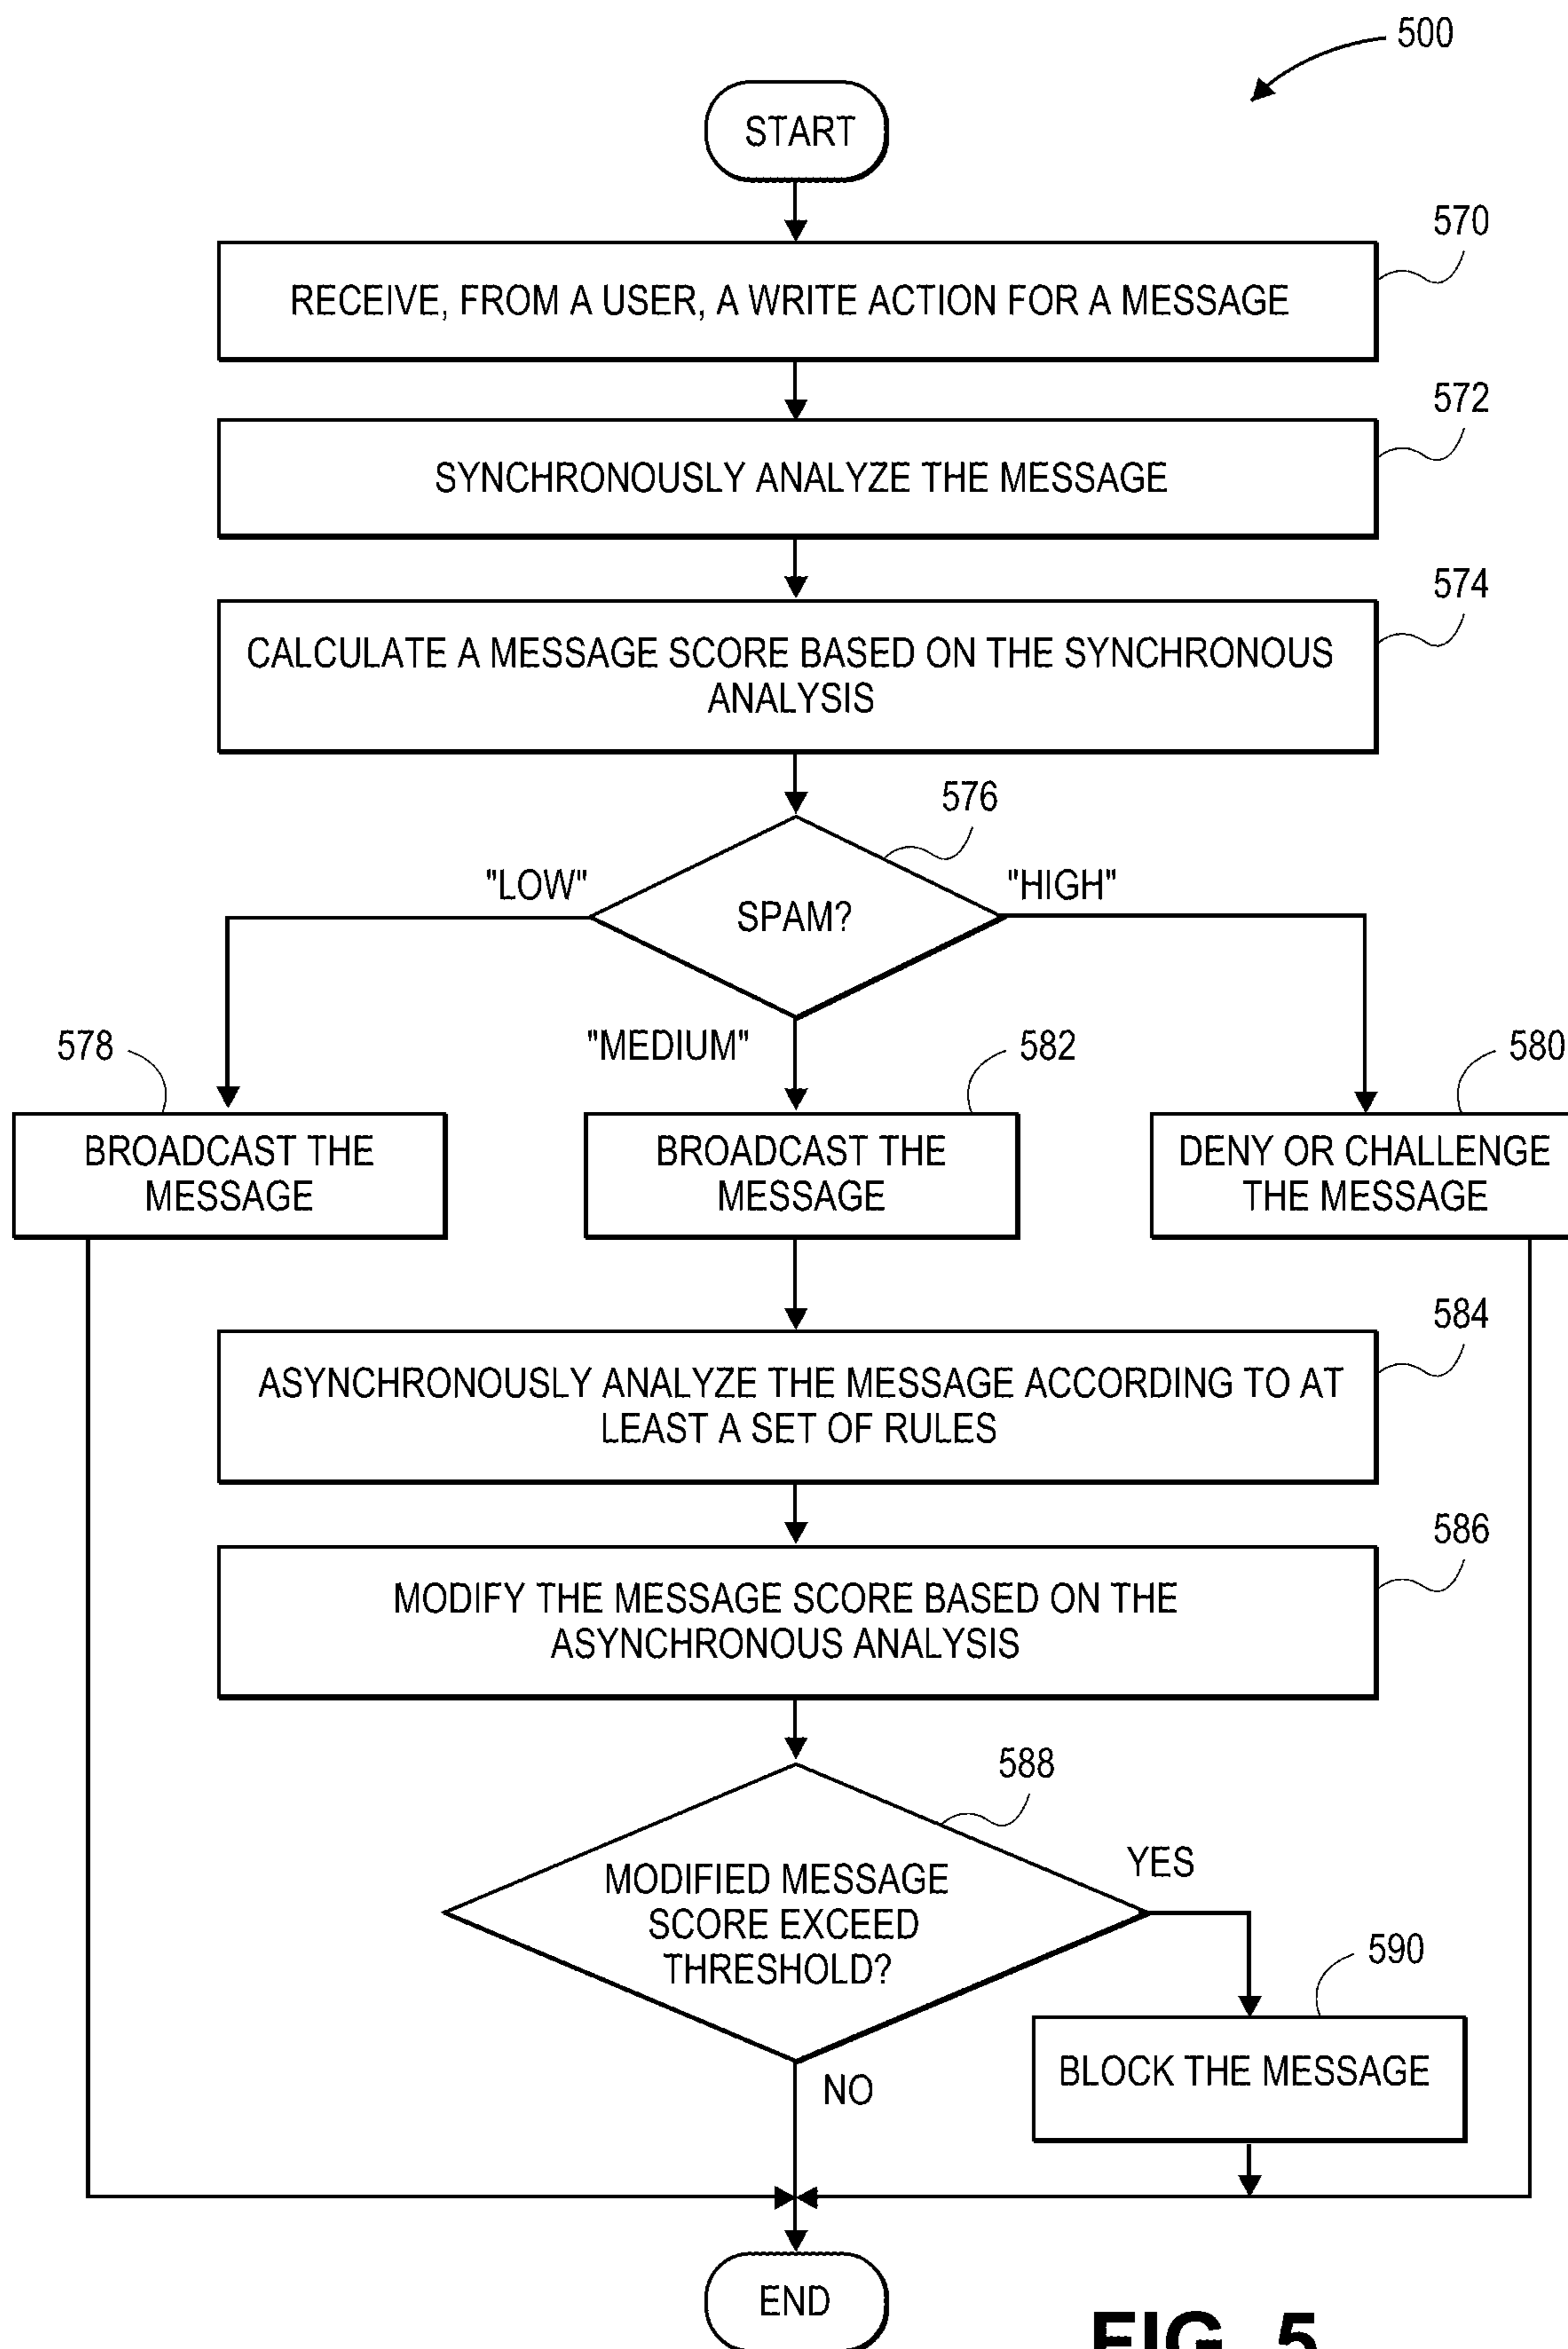 500
START
570
RECEIVE, FROM A USER, A WRITE ACTION FOR A MESSAGE
572
SYNCHRONOUSLY ANALYZE THE MESSAGE
574
CALCULATE A MESSAGE SCORE BASED ON THE SYNCHRONOUS
ANALYSIS
576
"LOW"
"HIGH"
SPAM?
578
"MEDIUM"
582
580
BROADCAST THE
MESSAGE
BROADCAST THE
MESSAGE
DENY OR CHALLENGE
THE MESSAGE
584
ASYNCHRONOUSLY ANALYZE THE MESSAGE ACCORDING TO AT
LEAST A SET OF RULES
586
MODIFY THE MESSAGE SCORE BASED ON THE
ASYNCHRONOUS ANALYSIS
588
YES
MODIFIED MESSAGE
SCORE EXCEED
THRESHOLD?
590
BLOCK THE MESSAGE
NO
END
FIG. 5